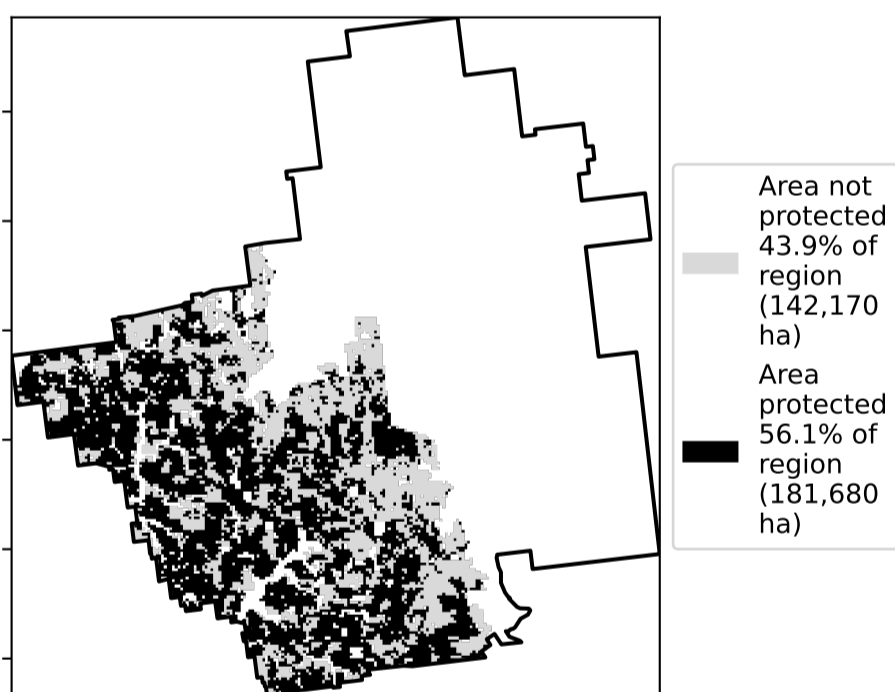 Area not
protected
43.9% of
region
(142,170
ha)
Area
protected
56.1% of
region
(181,680
ha)